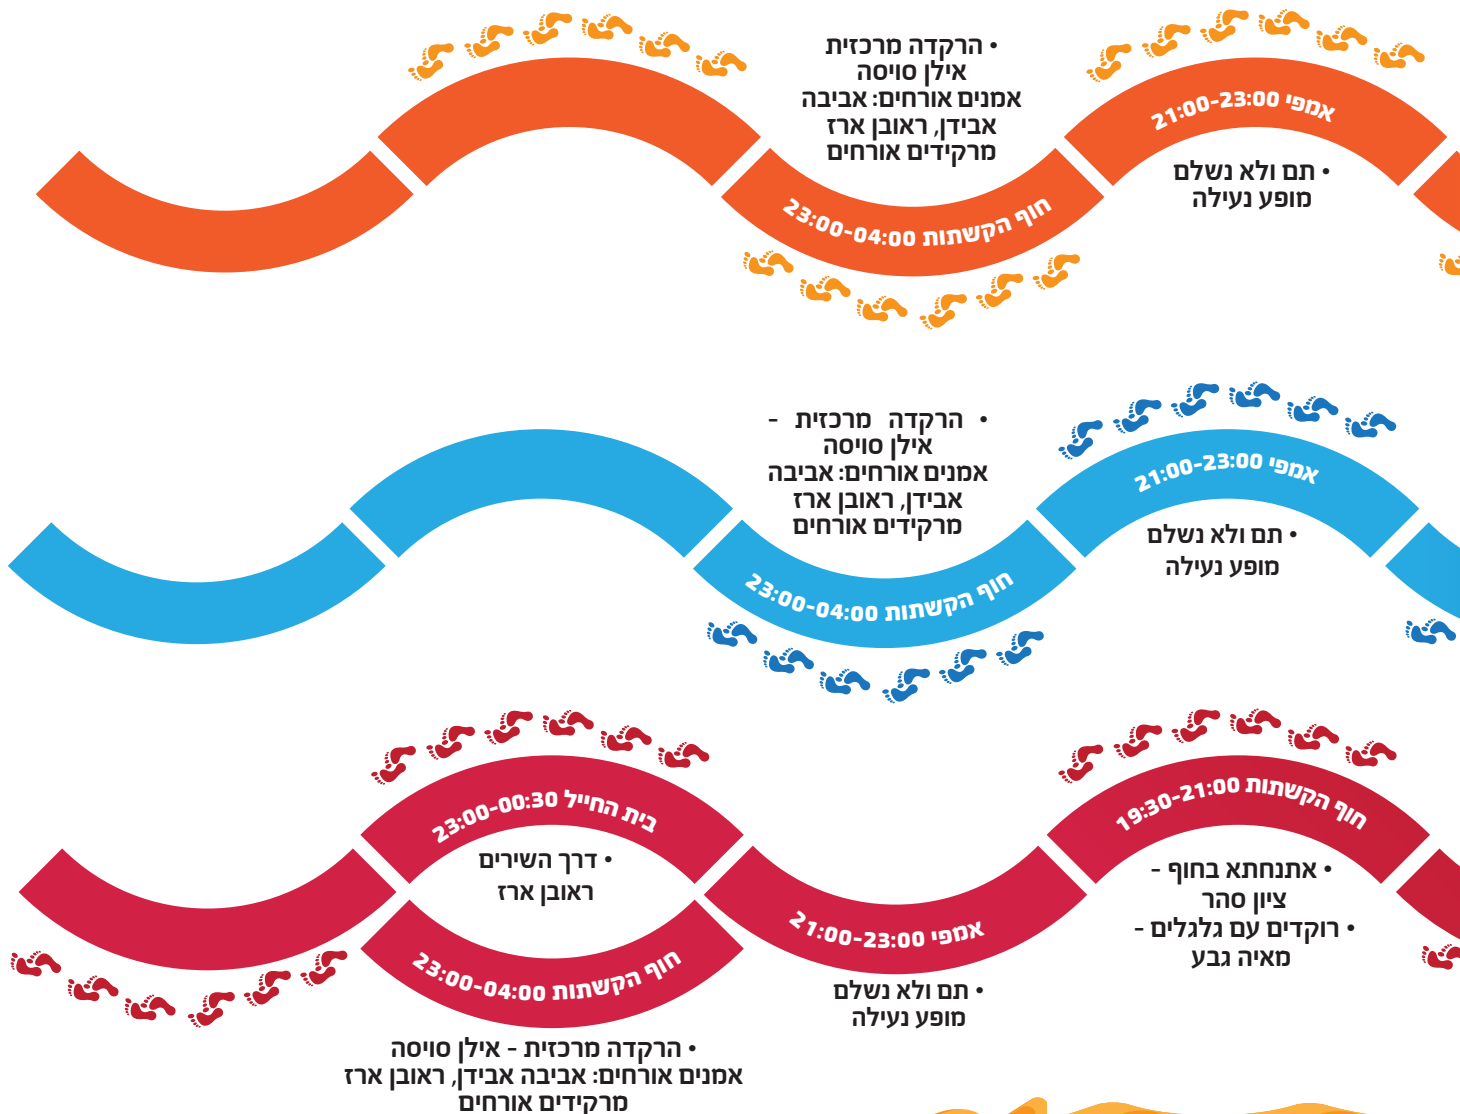 אמפי 21:00-23:00
• תם ולא נשלם
מופע נעילה
• הרקדה מרכזית
אילן סויסה
אמנים אורחים: אביבה
אבידן, ראובן ארז
מרקידים אורחים
חוף הקשתות 23:00-04:00
אמפי 21:00-23:00
• תם ולא נשלם
מופע נעילה
• הרקדה מרכזית -
אילן סויסה
אמנים אורחים: אביבה
אבידן, ראובן ארז
מרקידים אורחים
חוף הקשתות 23:00-04:00
חוף הקשתות 19:30-21:00
• אתנחתא בחוף -
ציון סהר
• רוקדים עם גלגלים -
מאיה גבע
אמפי 21:00-23:00
• תם ולא נשלם
מופע נעילה
בית החייל 23:00-00:30
• דרך השירים
ראובן ארז
חוף הקשתות 23:00-04:00
• הרקדה מרכזית - אילן סויסה
אמנים אורחים: אביבה אבידן, ראובן ארז
מרקידים אורחים